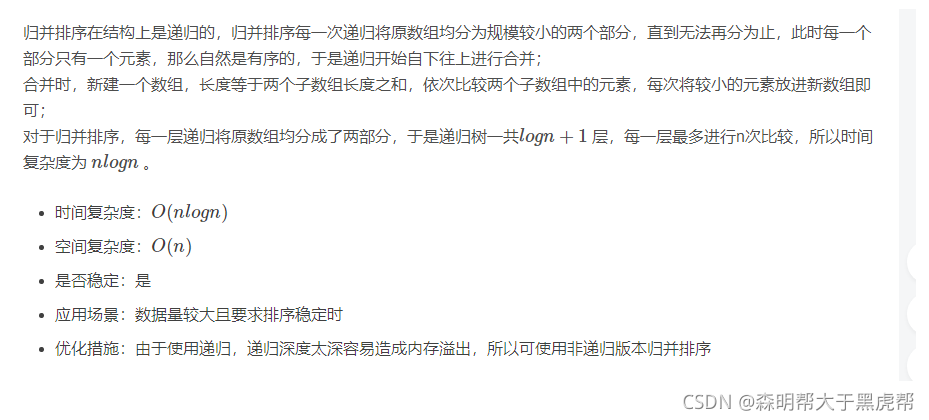 归并排序在结构上是递归的，归并排序每一次递归将原数组均分为规模较小的两个部分，直到无法再分为止，此时每一个
部分只有一个元素，那么自然是有序的，于是递归开始自下往上进行合并；
合并时，新建一个数组，长度等于两个子数组长度之和，依次比较两个子数组中的元素，每次将较小的元素放进新数组即
可；
对于归并排序，每一层递归将原数组均分成了两部分，于是递归树一共logn + 1 层，每一层最多进行n次比较，所以时间
复杂度为 nlogn 。
• 时间复杂度：O(nlogn)
• 空间复杂度：O(n)
• 是否稳定：是
• 应用场景：数据量较大且要求排序稳定时
• 优化措施：由于使用递归，递归深度太深容易造成内存溢出，所以可使用非递归版本归并排序
CSDN @森明帮大于黑虎帮